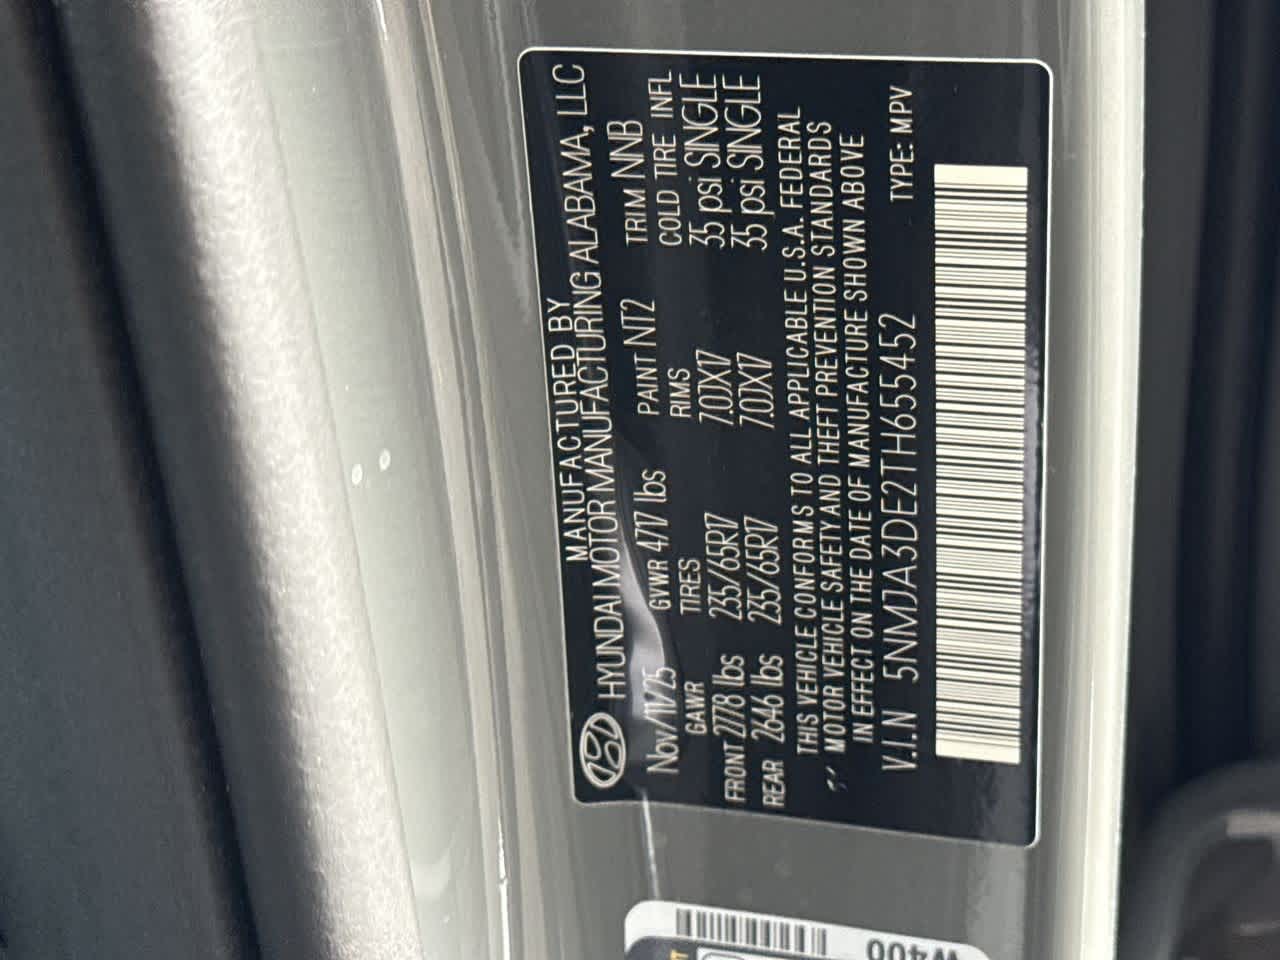 MANUFACTURED BY
HYUNDAI MOTOR MANUFACTURING ALABAMA, LLC
Nov/11/25 GVWR 4717 lbs PAINT NT2 TRIM NNB
GAWR TIRES RIMS COLD TIRE INFL
FRONT 2778 lbs 235/65R17 7.0JX17 35 psi SINGLE
REAR 2646 lbs 235/65R17 7.0JX17 35 psi SINGLE
THIS VEHICLE CONFORMS TO ALL APPLICABLE U.S.A. FEDERAL
MOTOR VEHICLE SAFETY AND THEFT PREVENTION STANDARDS
IN EFFECT ON THE DATE OF MANUFACTURE SHOWN ABOVE
V.I.N 5NMJA3DE2TH655452 TYPE: MPV
W400